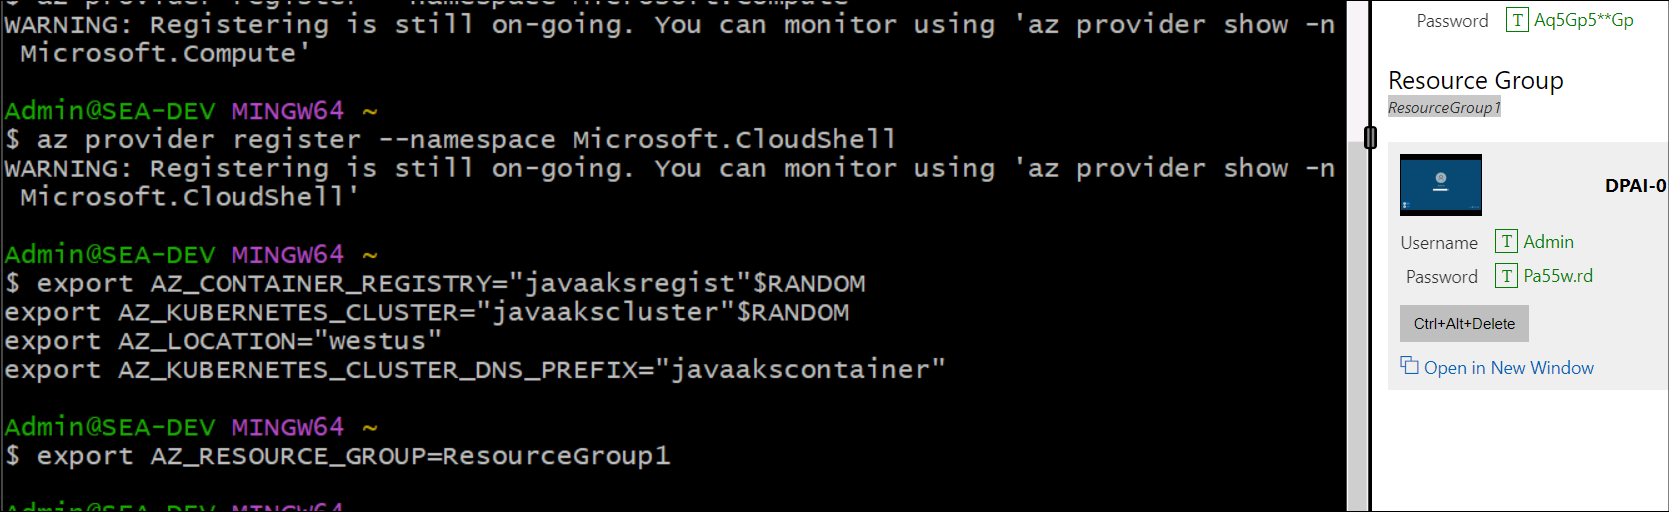 $ az provider register --namespace Microsoft.Compute
WARNING: Registering is still on-going. You can monitor using 'az provider show -n
Microsoft.Compute'
Admin@SEA-DEV MINGW64 ~
$ az provider register --namespace Microsoft.CloudShell
WARNING: Registering is still on-going. You can monitor using 'az provider show -n
Microsoft.CloudShell'
Admin@SEA-DEV MINGW64 ~
$ export AZ_CONTAINER_REGISTRY="javaaksregist"$RANDOM
export AZ_KUBERNETES_CLUSTER="javaakscluster"$RANDOM
export AZ_LOCATION="westus"
export AZ_KUBERNETES_CLUSTER_DNS_PREFIX="javaakscontainer"
Admin@SEA-DEV MINGW64 ~
$ export AZ_RESOURCE_GROUP=ResourceGroup1
Admin@SEA-DEV MINGW64 ~
Password T Aq5Gp5**Gp
Resource Group
ResourceGroup1
DPAI-0
Username T Admin
Password T Pa55w.rd
Ctrl+Alt+Delete
Open in New Window